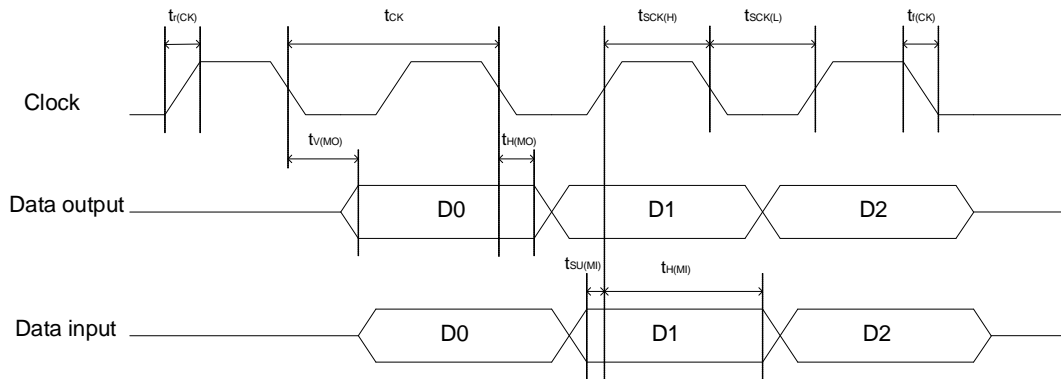 tr(CK) tCK tSCK(H) tSCK(L) tf(CK)
Clock
tV(MO) tH(MO)
Data output D0 D1 D2
tSU(MI) tH(MI)
Data input D0 D1 D2